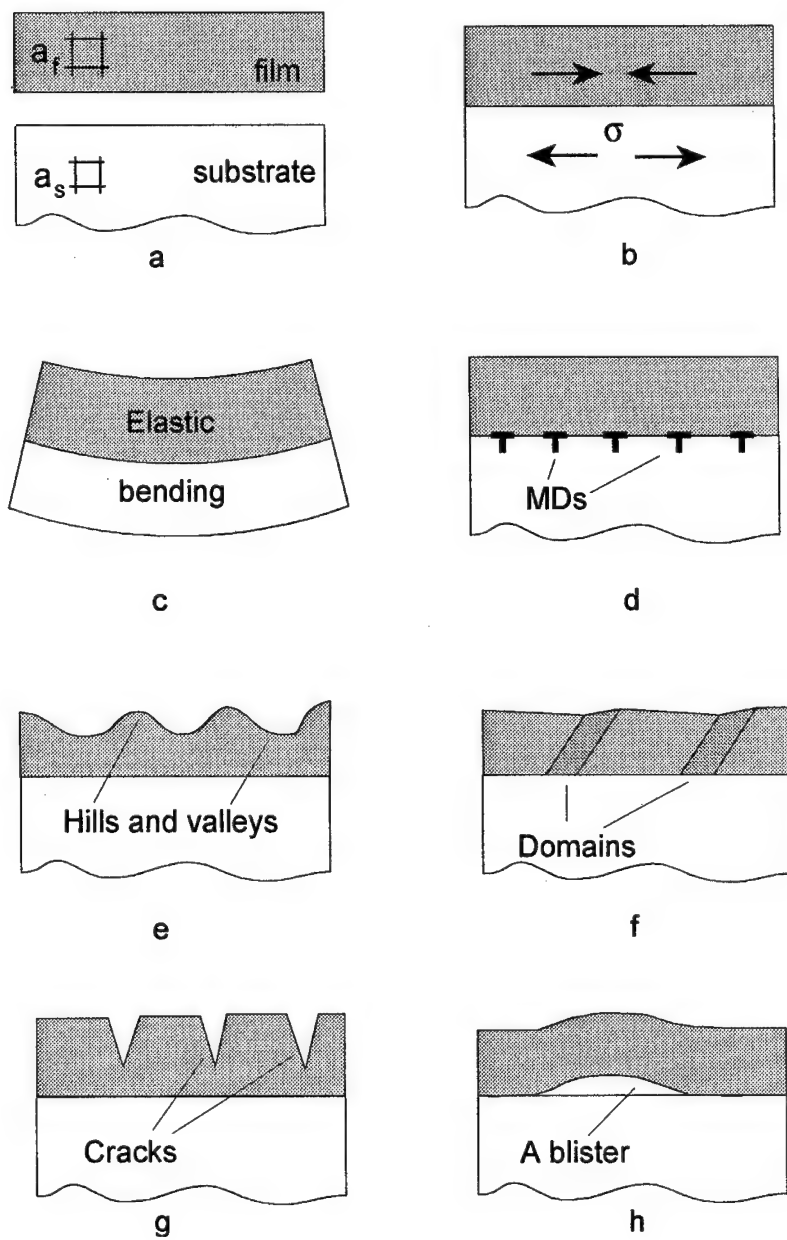 a_f
film
a_s
substrate
a
σ
b
Elastic
bending
c
MDs
d
Hills and valleys
e
Domains
f
Cracks
g
A blister
h